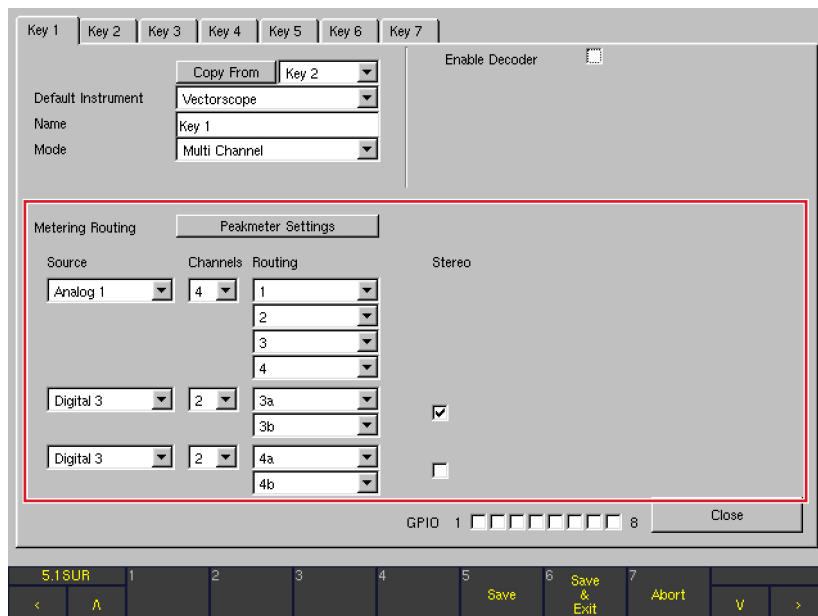 Key 1 Key 2 Key 3 Key 4 Key 5 Key 6 Key 7
Copy From Key 2
Enable Decoder
Default Instrument Vectorscope
Name Key 1
Mode Multi Channel
Metering Routing Peakmeter Settings
Source Channels Routing Stereo
Analog 1 4 1
2
3
4
Digital 3 2 3a
3b
Digital 3 2 4a
4b
GPIO 1 8 Close
5.1SUR 1 2 3 4 5 Save 6 Save & Exit 7 Abort
< Λ V >